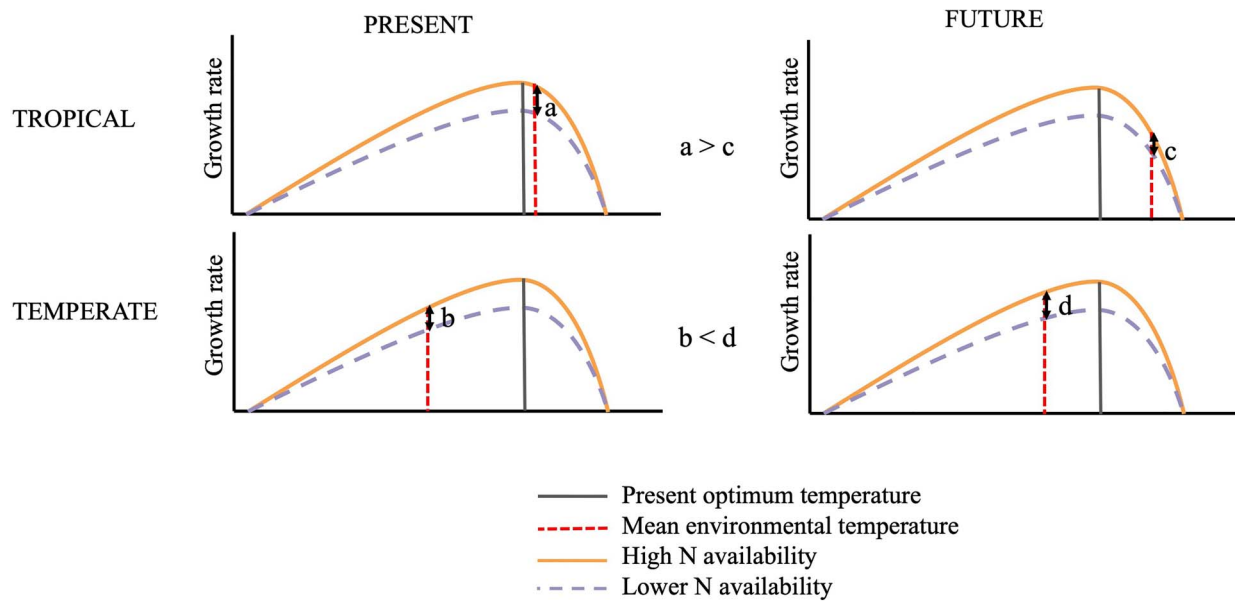 PRESENT
FUTURE
TROPICAL
Growth rate
a
a > c
Growth rate
c
TEMPERATE
Growth rate
b
b < d
Growth rate
d
Present optimum temperature
Mean environmental temperature
High N availability
Lower N availability